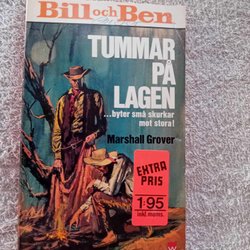 Bill och Ben
TUMMAR
PÅ
LAGEN
...byter små skurkar
mot stora!
Marshall Grover
EXTRA
PRIS
1.95
inkl. moms.
W